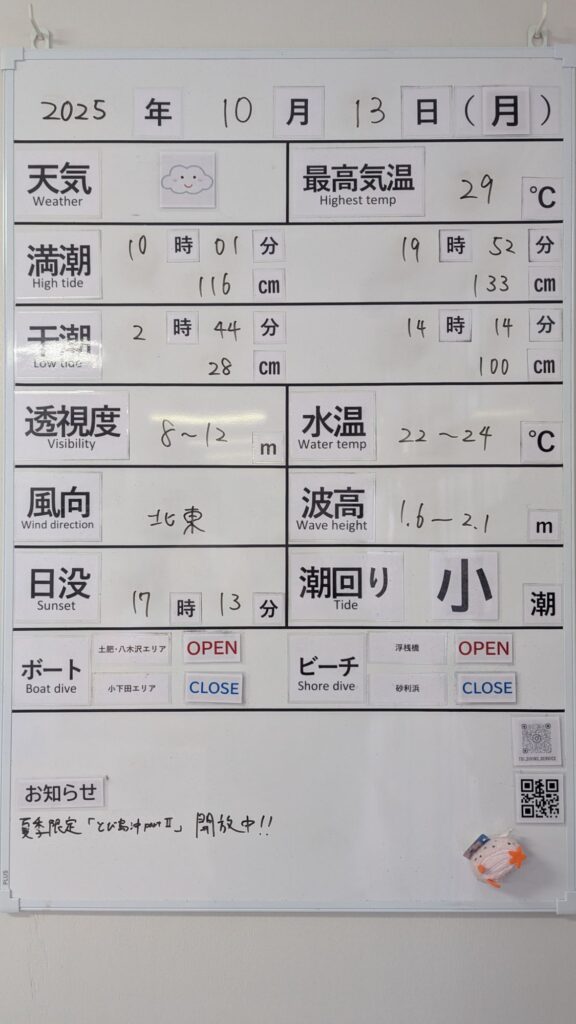 2025 年 10 月 13 日 ( 月 )
天気 最高気温 29 ℃
Weather Highest temp
満潮 10 時 01 分 19 時 52 分
High tide 116 cm 133 cm
干潮 2 時 44 分 14 時 14 分
Low tide 28 cm 100 cm
透視度 8～12 m 水温 22～24 ℃
Visibility Water temp
風向 北東 波高 1.6－2.1 m
Wind direction Wave height
日没 17 時 13 分 潮回り 小 潮
Sunset Tide
ボート 土肥・八木沢エリア OPEN ビーチ 浮桟橋 OPEN
Boat dive 小下田エリア CLOSE Shore dive 砂利浜 CLOSE
お知らせ
夏季限定「とび島沖partⅡ」開放中!!
PLUS